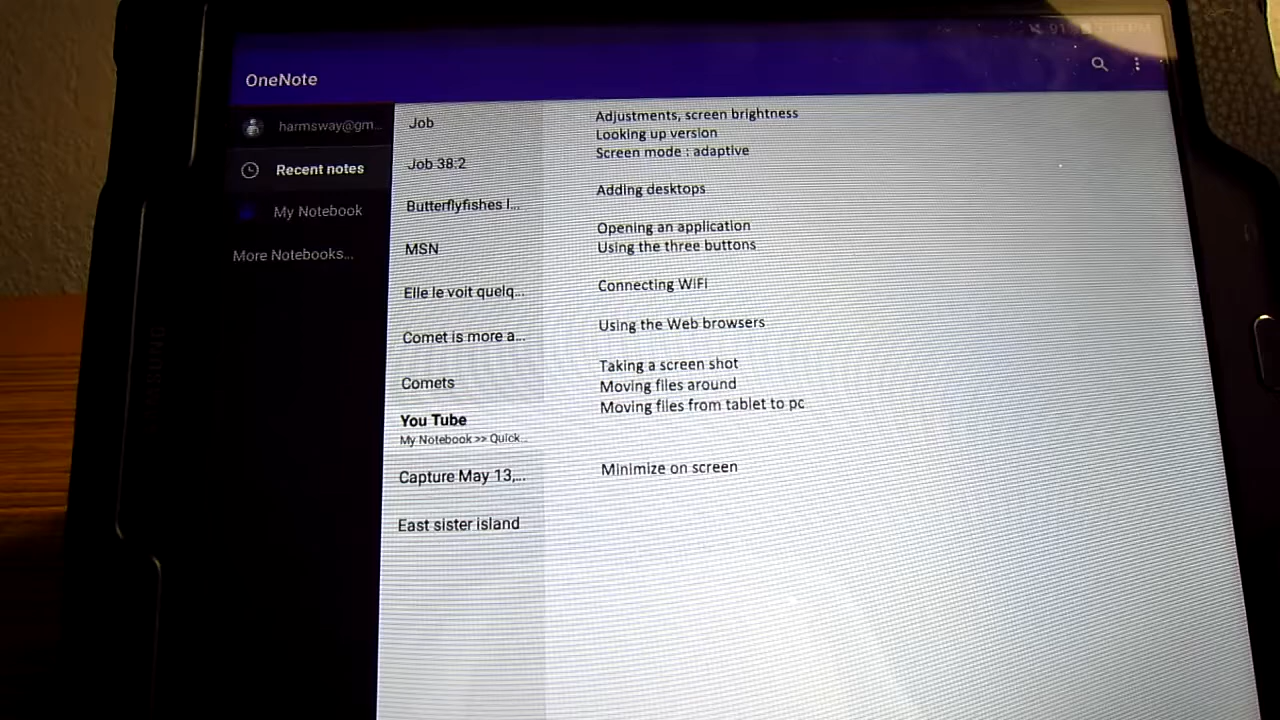 OneNote
harmsway@gm...
Recent notes
My Notebook
More Notebooks...
Job
Job 38:2
Butterflyfishes I...
MSN
Elle le voit quelq...
Comet is more a...
Comets
You Tube
My Notebook >> Quick...
Capture May 13,...
East sister island
Adjustments, screen brightness
Looking up version
Screen mode : adaptive
Adding desktops
Opening an application
Using the three buttons
Connecting WiFi
Using the Web browsers
Taking a screen shot
Moving files around
Moving files from tablet to pc
Minimize on screen
SAMSUNG